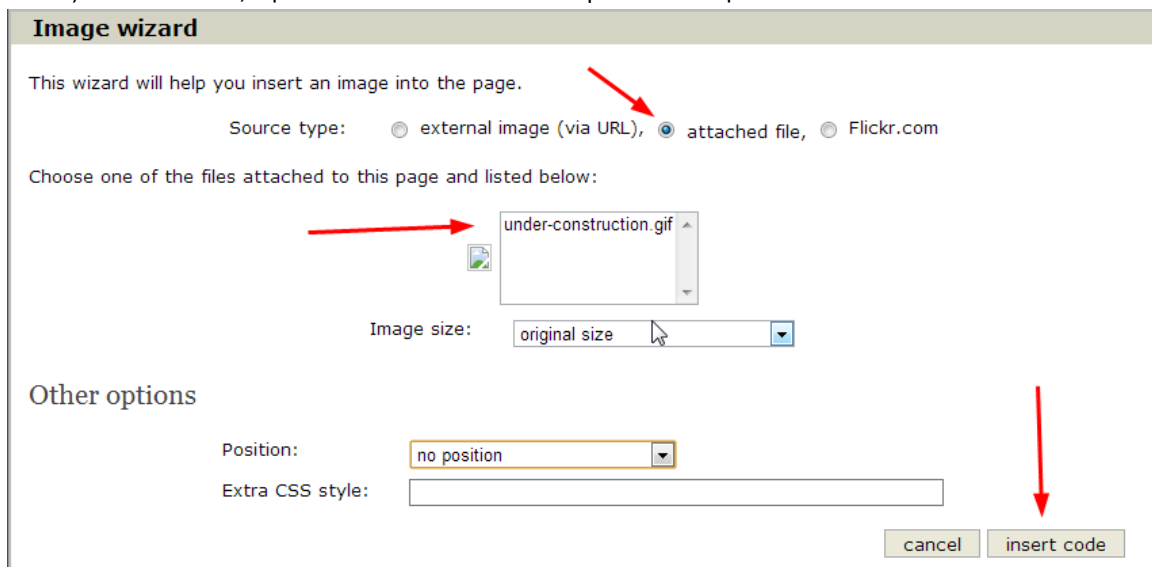 Image wizard
This wizard will help you insert an image into the page.
Source type: external image (via URL), attached file, Flickr.com
Choose one of the files attached to this page and listed below:
under-construction.gif
Image size: original size
Other options
Position: no position
Extra CSS style:
cancel insert code